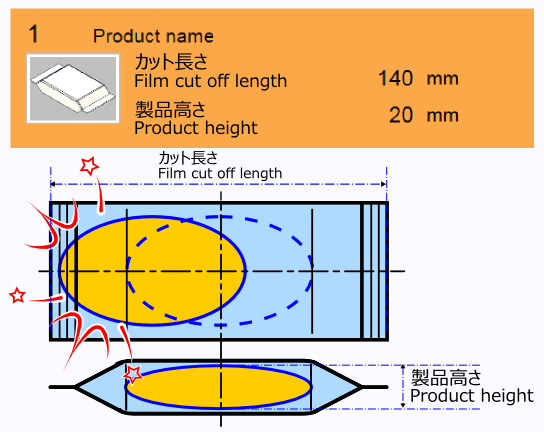 1 Product name
カット長さ
Film cut off length 140 mm
製品高さ
Product height 20 mm
カット長さ
Film cut off length
製品高さ
Product height